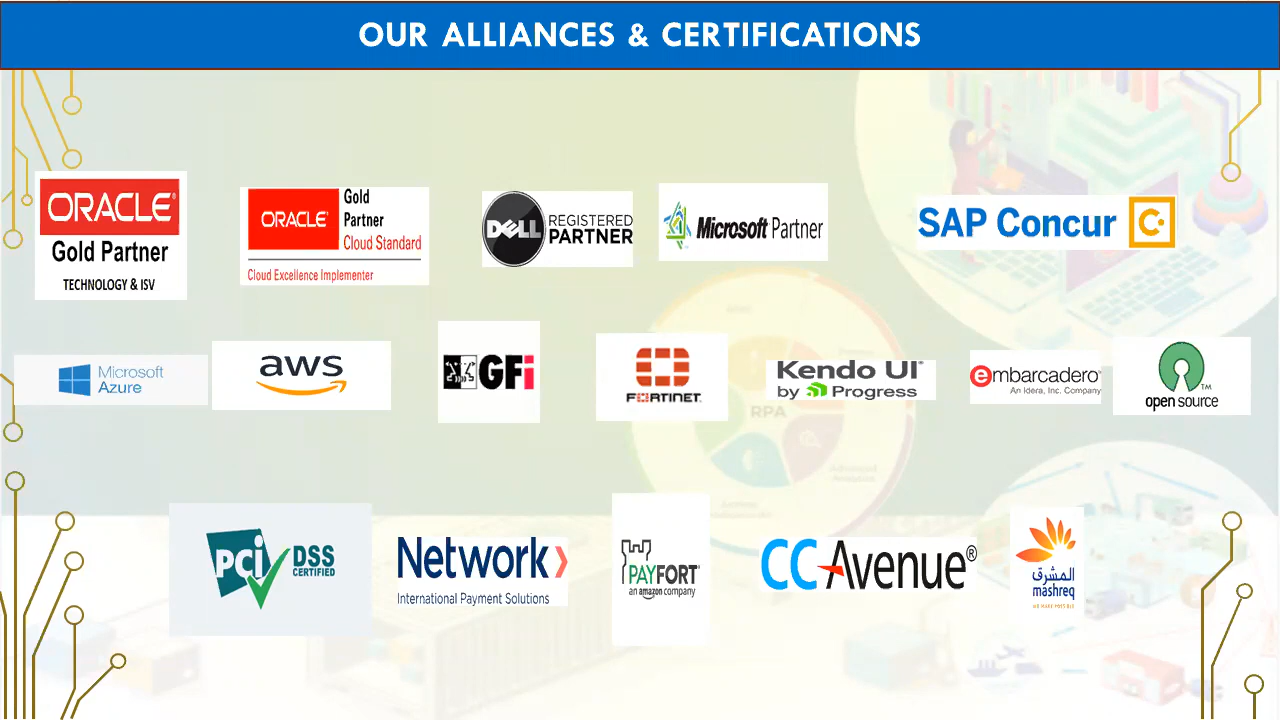 OUR ALLIANCES & CERTIFICATIONS
ORACLE®
Gold Partner
TECHNOLOGY & ISV
ORACLE®
Gold
Partner
Cloud Standard
Cloud Excellence Implementer
DELL
REGISTERED
PARTNER
Microsoft Partner
SAP Concur C
Microsoft
Azure
aws
GFi
FORTINET
Kendo UI®
by Progress
embarcadero®
An Idera, Inc. Company
TM
open source
RPA
PCi DSS
CERTIFIED
Network
International Payment Solutions
PAYFORT
an amazon company
CCAvenue®
المشرق
mashreq